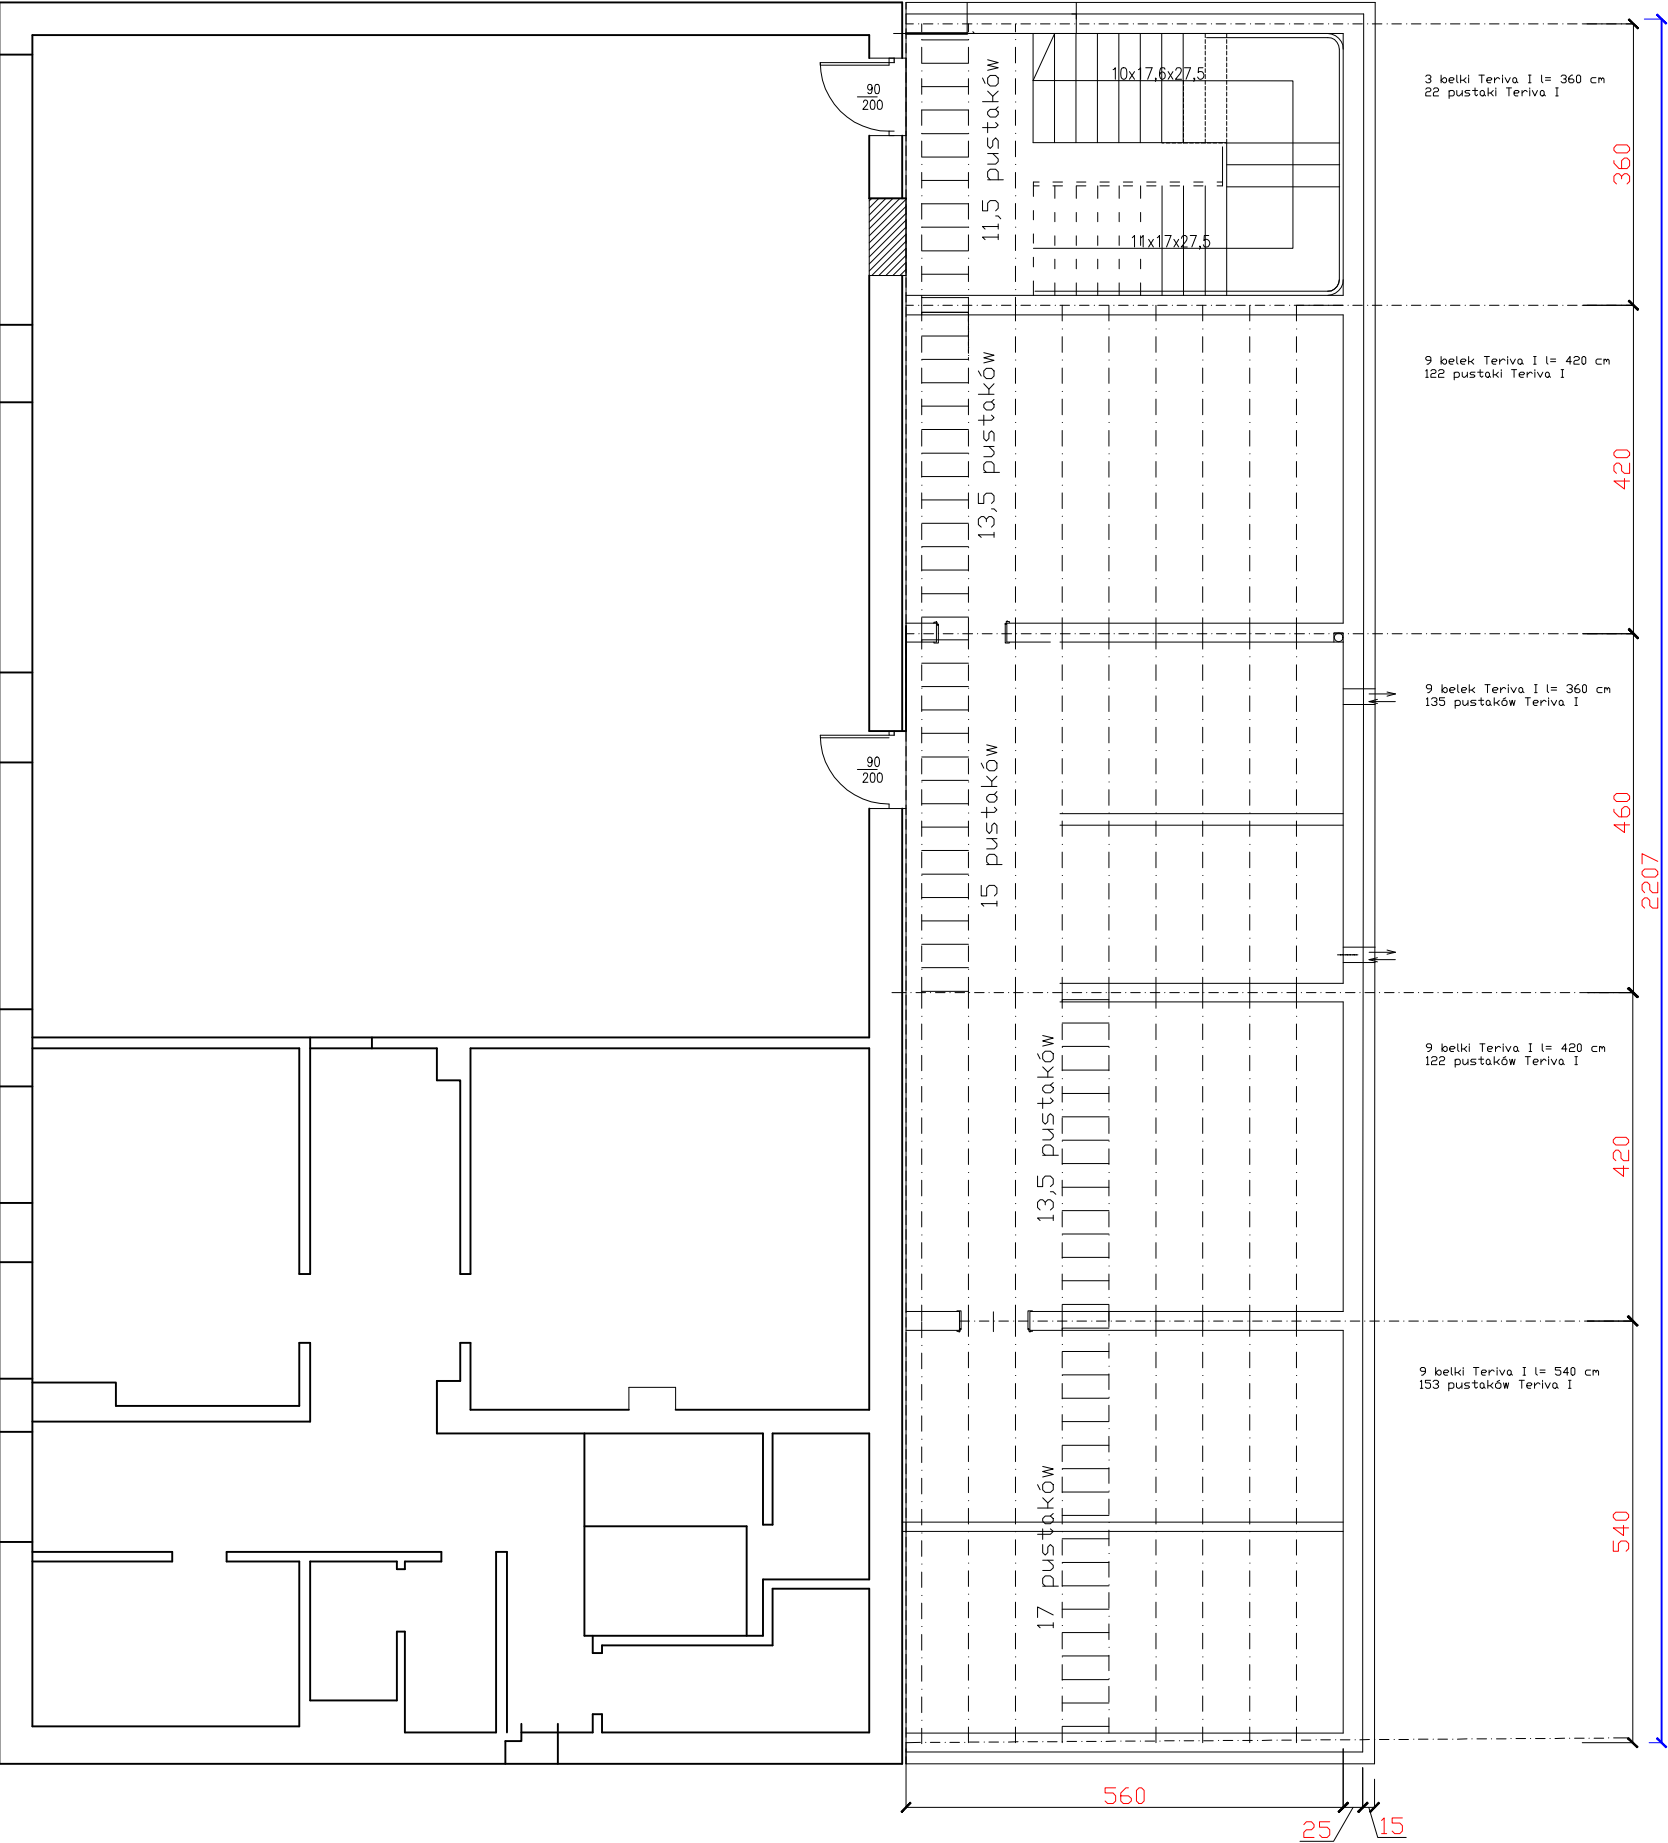 90
200
11,5 pustaków
10x17,6x27,5
11x17x27,5
3 belki Teriva I l= 360 cm
22 pustaki Teriva I
360
13,5 pustaków
9 belek Teriva I l= 420 cm
122 pustaki Teriva I
420
90
200
15 pustaków
9 belek Teriva I l= 360 cm
135 pustaków Teriva I
460
2207
13,5 pustaków
9 belki Teriva I l= 420 cm
122 pustaków Teriva I
420
17 pustaków
9 belki Teriva I l= 540 cm
153 pustaków Teriva I
540
560
25
15